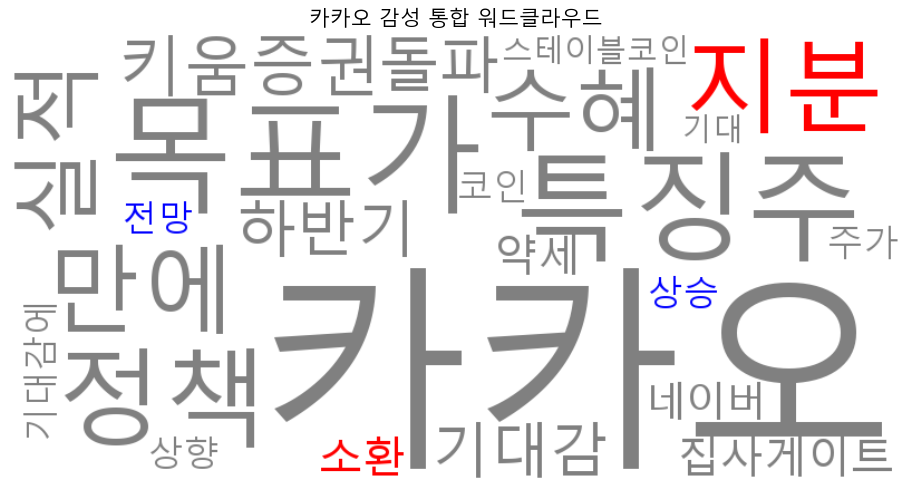 카카오 감성 통합 워드클라우드
키움증권
돌파
스테이블코인
지분
실적
목표가
수혜
기대
전망
하반기
코인
특징주
약세
주가
만에
상승
기대감에
정책
카카오
네이버
상향
소환
기대감
집사게이트